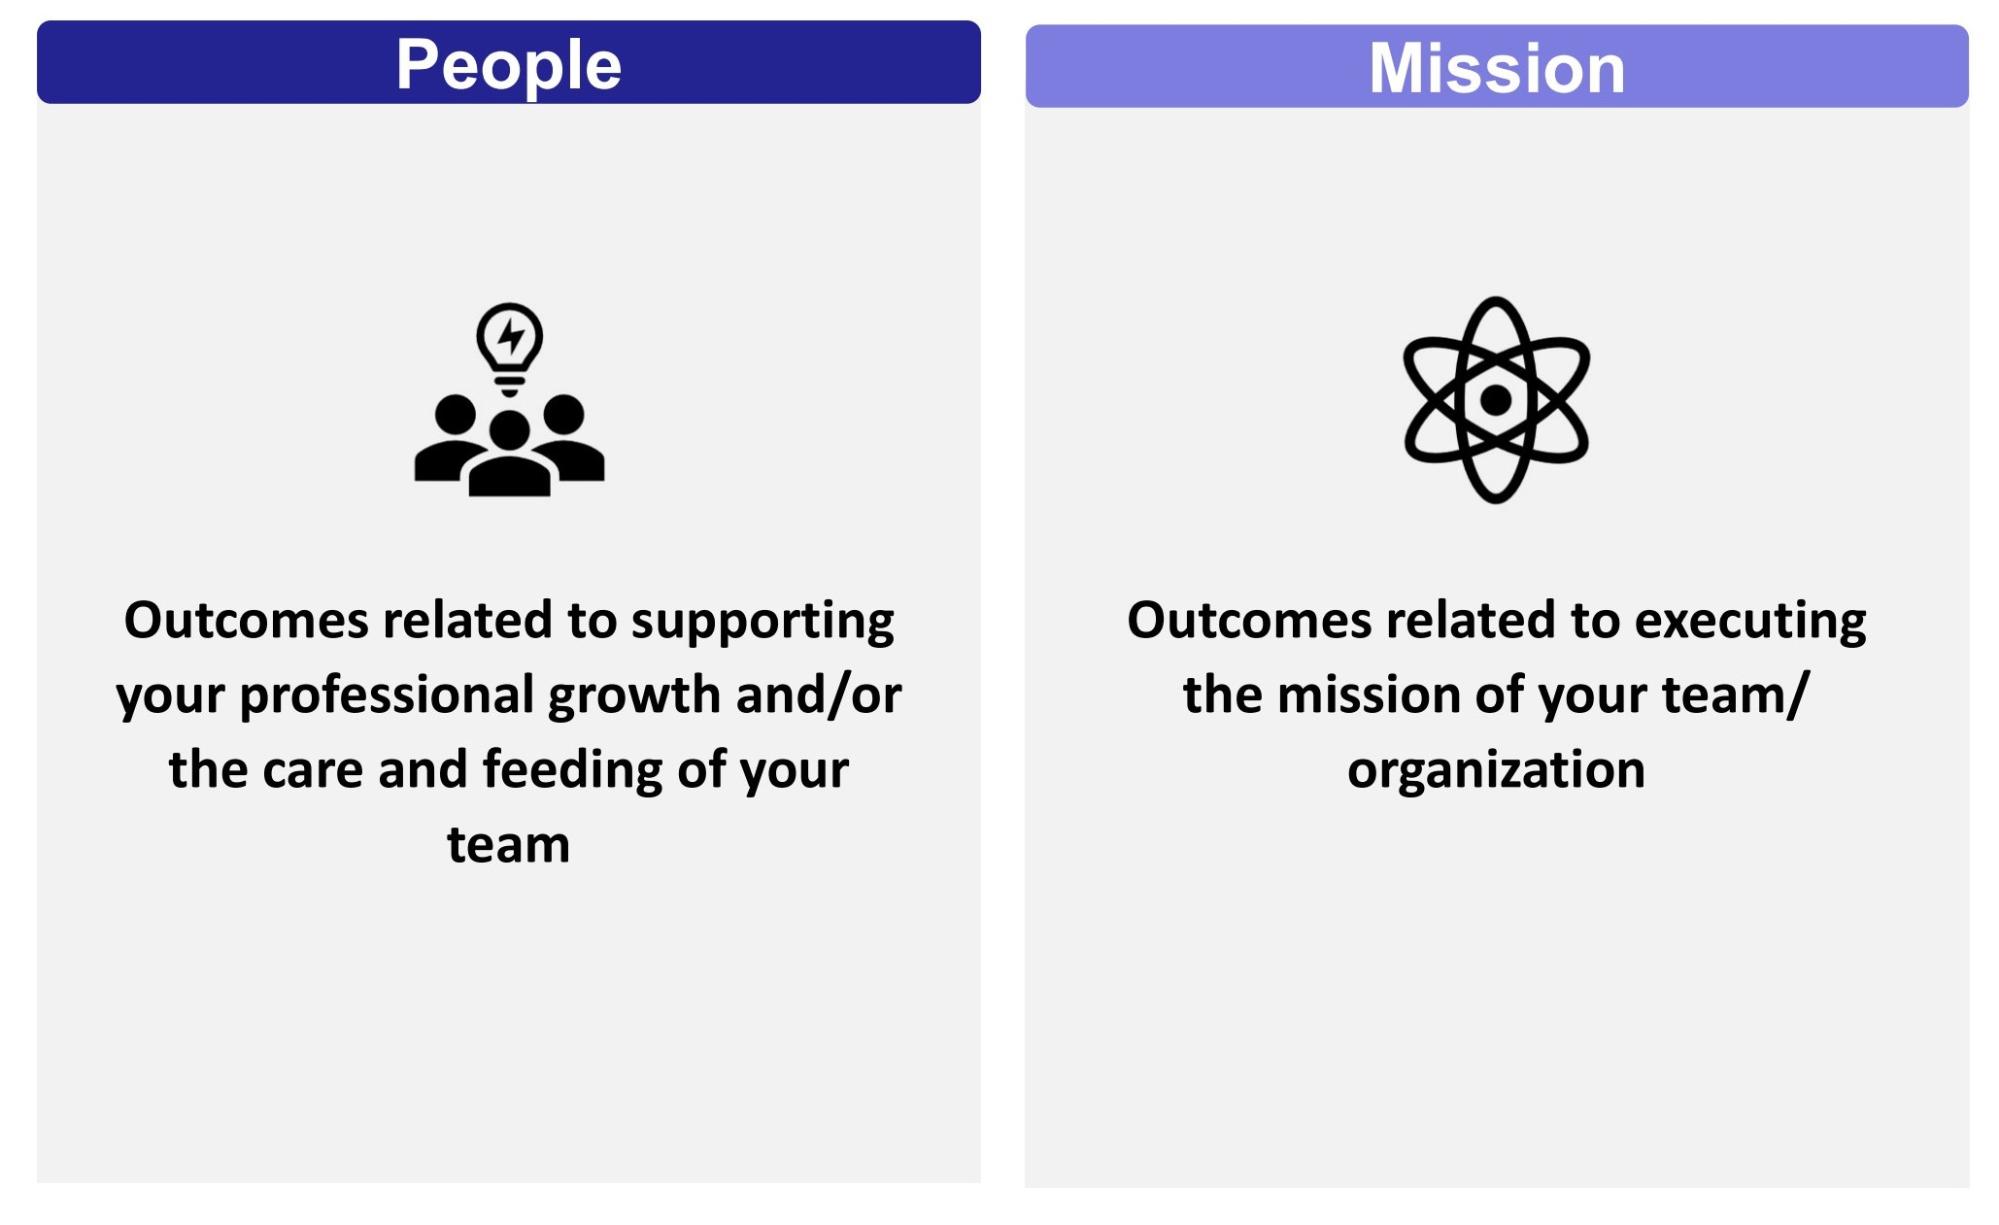 People
Outcomes related to supporting
your professional growth and/or
the care and feeding of your
team
Mission
Outcomes related to executing
the mission of your team/
organization